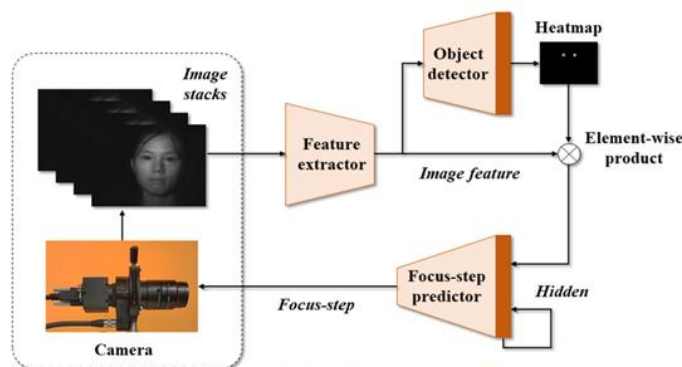 Heatmap
Image
stacks
Object
detector
Feature
extractor
Image feature
Element-wise
product
Focus-step
predictor
Hidden
Focus-step
Camera